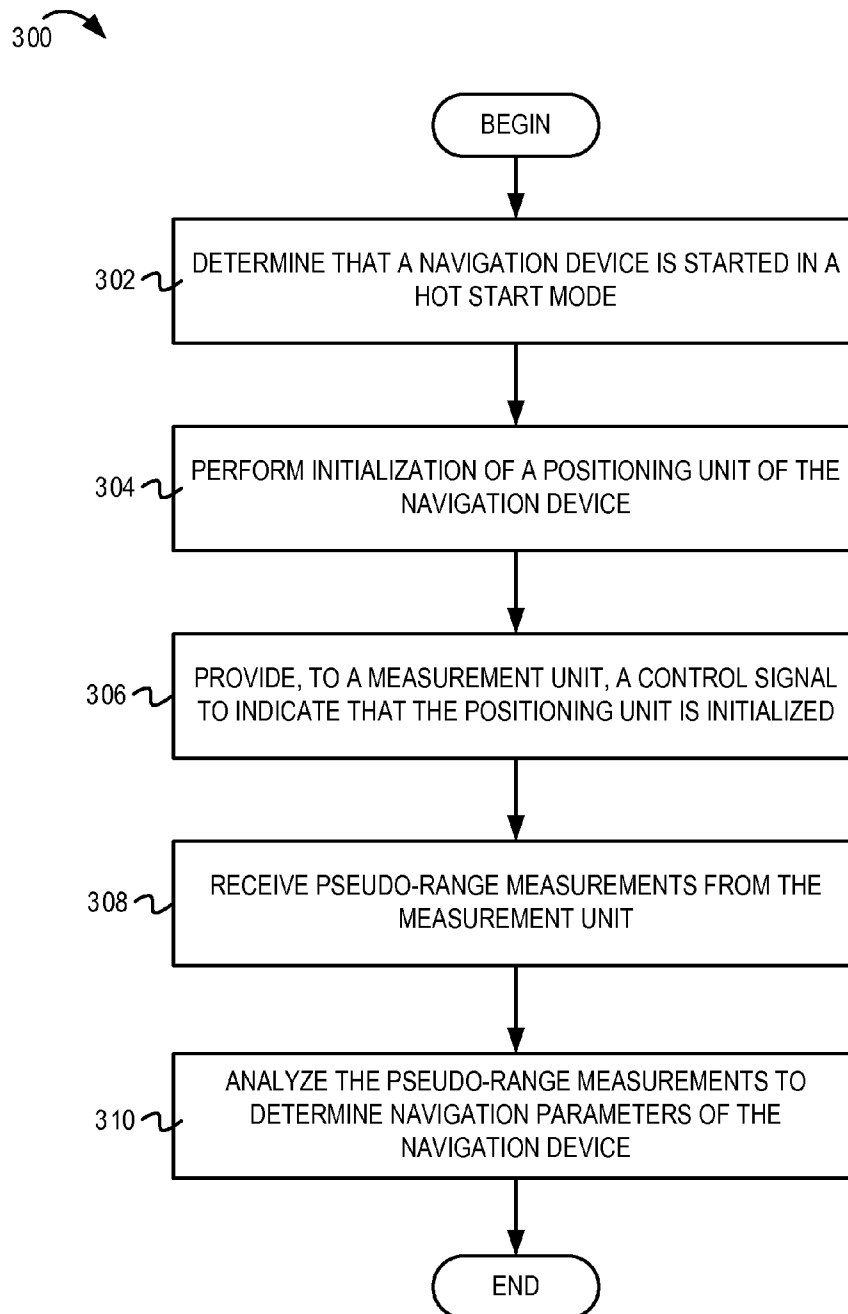 300
BEGIN
302
DETERMINE THAT A NAVIGATION DEVICE IS STARTED IN A
HOT START MODE
304
PERFORM INITIALIZATION OF A POSITIONING UNIT OF THE
NAVIGATION DEVICE
306
PROVIDE, TO A MEASUREMENT UNIT, A CONTROL SIGNAL
TO INDICATE THAT THE POSITIONING UNIT IS INITIALIZED
308
RECEIVE PSEUDO-RANGE MEASUREMENTS FROM THE
MEASUREMENT UNIT
310
ANALYZE THE PSEUDO-RANGE MEASUREMENTS TO
DETERMINE NAVIGATION PARAMETERS OF THE
NAVIGATION DEVICE
END